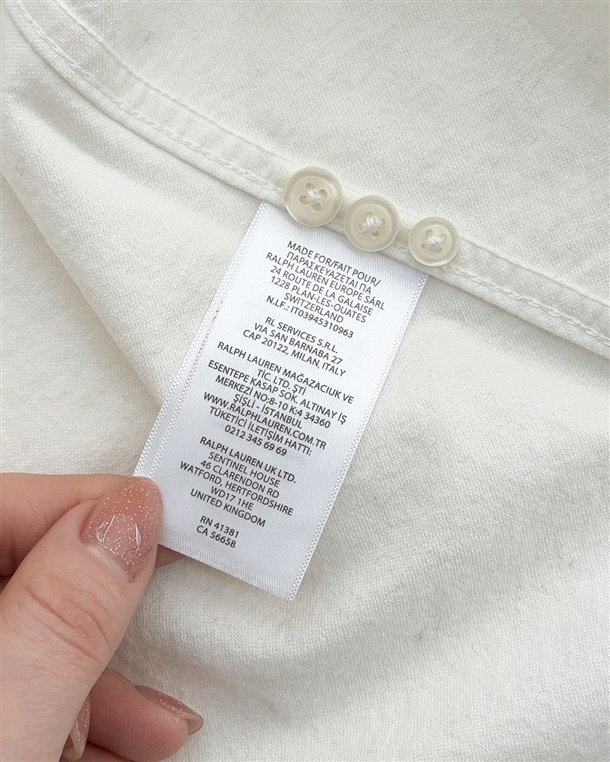 MADE FOR/FAIT POUR/
ΠΑΡΑΣΚΕΥΑΖΕΤΑΙ ΓΙΑ
RALPH LAUREN EUROPE SÀRL
24 ROUTE DE LA GALAISE
1228 PLAN-LES-OUATES
SWITZERLAND
N.I.F.: IT03945310963
RL SERVICES S.R.L.
VIA SAN BARNABA 27
CAP 20122, MILAN, ITALY
RALPH LAUREN MAĞAZACIUK VE
TİC. LTD. ŞTİ
ESENTEPE KASAP SOK. ALTINAY İŞ
MERKEZİ NO:8-10 K:4 34360
ŞİŞLİ - İSTANBUL
WWW.RALPHLAUREN.COM.TR
TÜKETİCİ İLETİŞİM HATTI:
0212 345 69 69
RALPH LAUREN UK LTD.
SENTINEL HOUSE
46 CLARENDON RD
WATFORD, HERTFORDSHIRE
WD17 1HE
UNITED KINGDOM
RN 41381
CA 56658